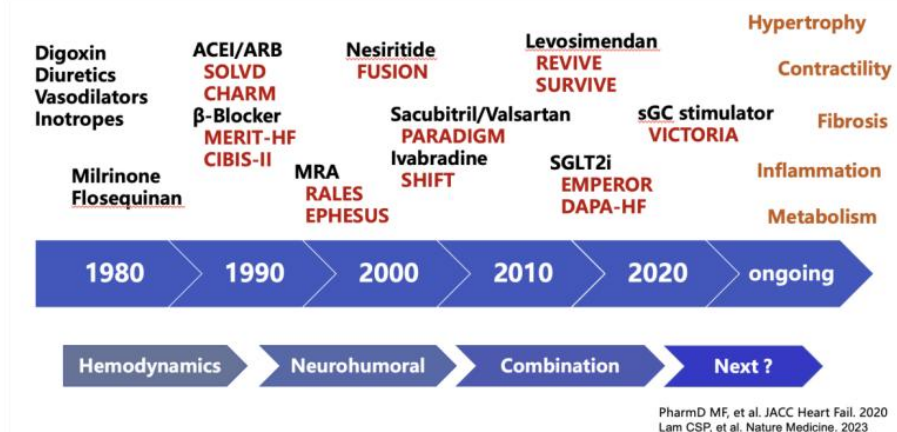 Digoxin
Diuretics
Vasodilators
Inotropes
Milrinone
Flosequinan
ACEI/ARB
SOLVD
CHARM
β-Blocker
MERIT-HF
CIBIS-II
MRA
RALES
EPHESUS
Nesiritide
FUSION
Sacubitril/Valsartan
PARADIGM
Ivabradine
SHIFT
Levosimendan
REVIVE
SURVIVE
SGLT2i
EMPEROR
DAPA-HF
sGC stimulator
VICTORIA
Hypertrophy
Contractility
Fibrosis
Inflammation
Metabolism
1980
1990
2000
2010
2020
ongoing
Hemodynamics
Neurohumoral
Combination
Next ?
PharmD MF, et al. JACC Heart Fail. 2020
Lam CSP, et al. Nature Medicine. 2023